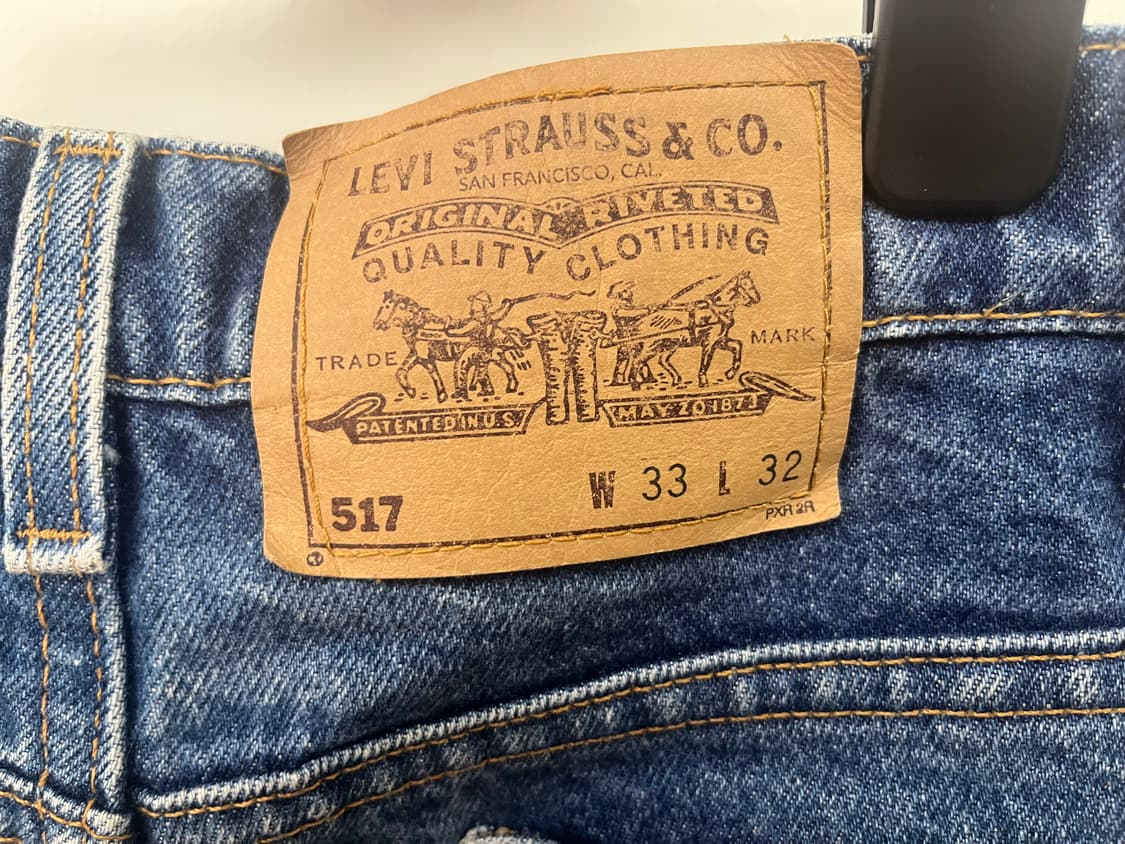 LEVI STRAUSS & CO.
SAN FRANCISCO, CAL.
ORIGINAL RIVETED
QUALITY CLOTHING
TRADE MARK
PATENTED IN U.S. MAY 20 1873
517 W 33 L 32
PXR 2R